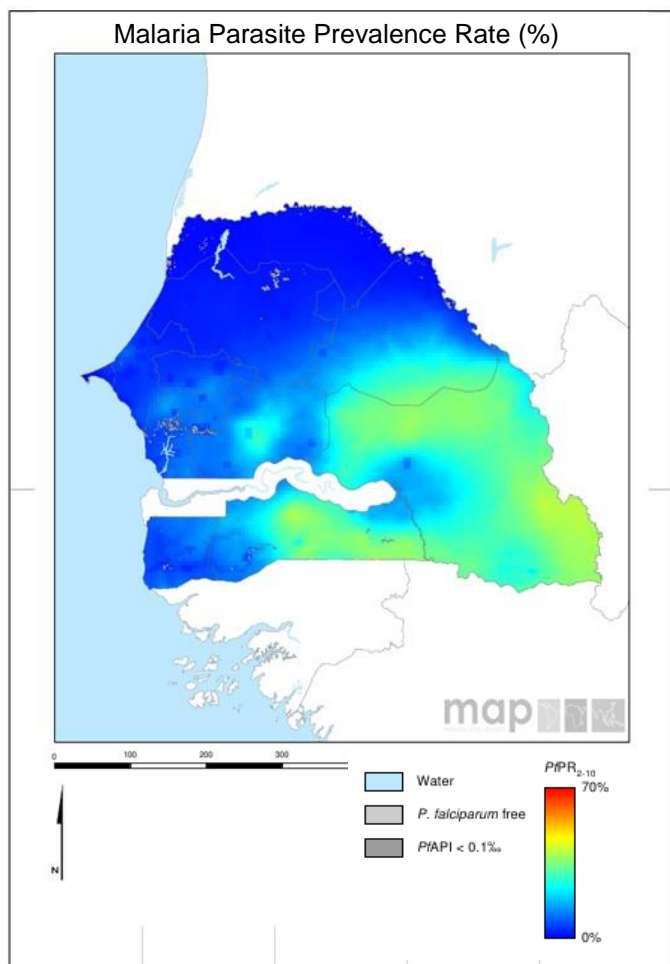 Malaria Parasite Prevalence Rate (%)
map
0 100 200 300
Water
P. falciparum free
PfAPI < 0.1‰
N
PfPR2-10
70%
0%